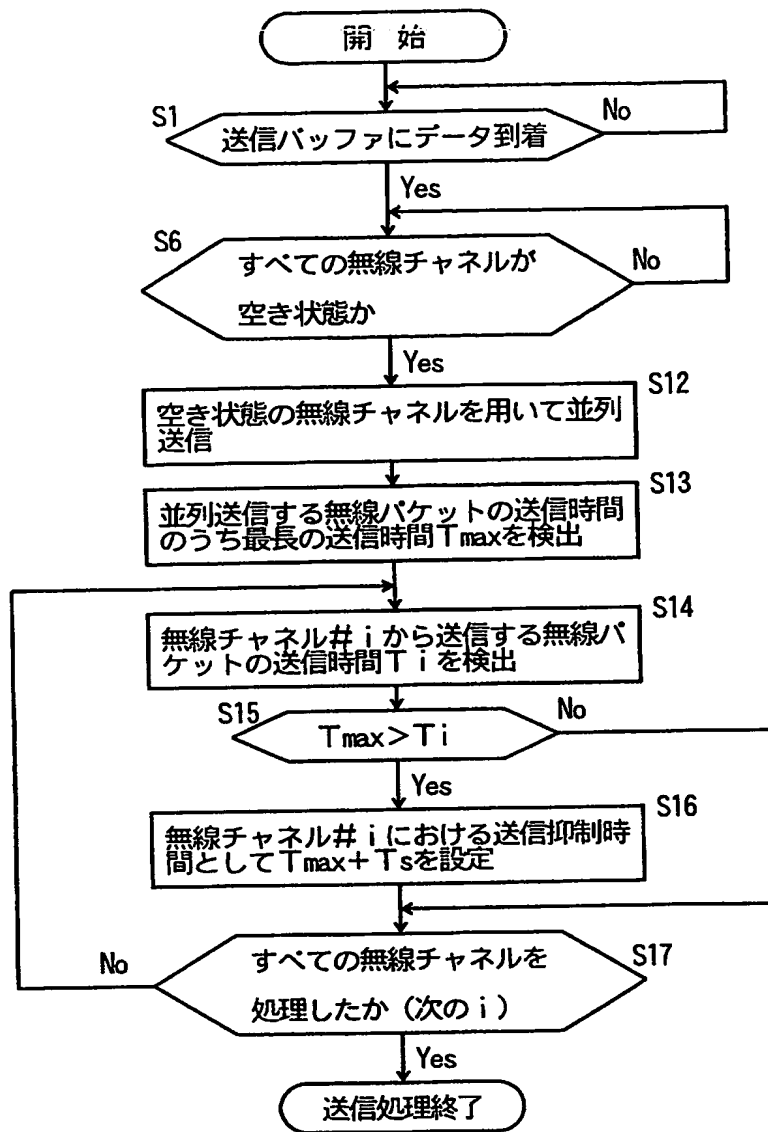 開 始
S1
送信バッファにデータ到着
No
Yes
S6
すべての無線チャネルが
空き状態か
No
Yes
S12
空き状態の無線チャネルを用いて並列
送信
S13
並列送信する無線パケットの送信時間
のうち最長の送信時間Tmaxを検出
S14
無線チャネル#iから送信する無線パ
ケットの送信時間Tiを検出
S15
Tmax>Ti
No
Yes
S16
無線チャネル#iにおける送信抑制時
間としてTmax+Tsを設定
No
すべての無線チャネルを
処理したか(次のi)
S17
Yes
送信処理終了